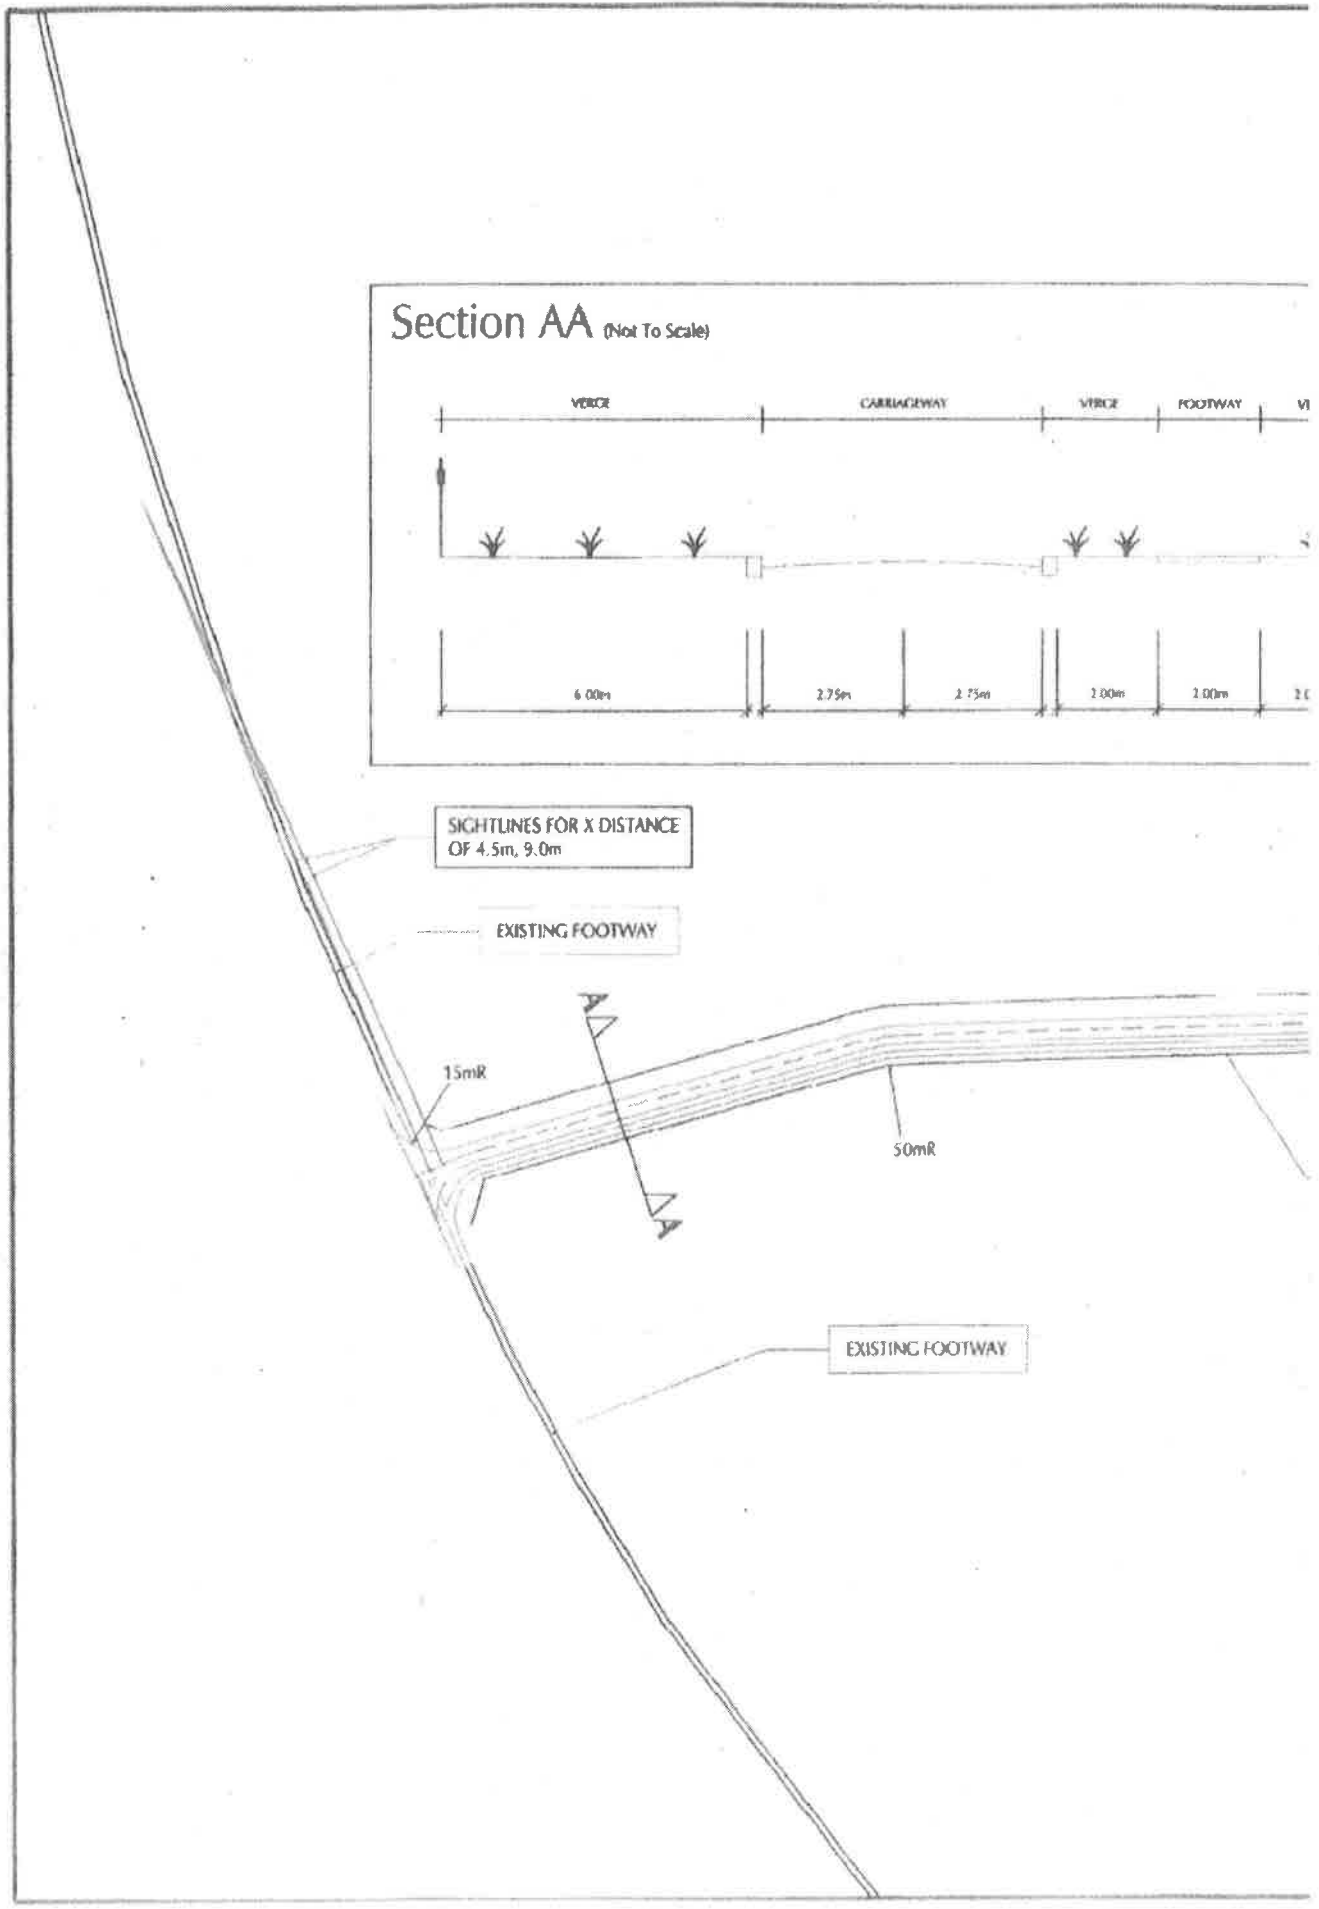 Section AA (Not To Scale)
VERGE CARRIAGEWAY VERGE FOOTWAY
6.00m 2.75m 2.75m 2.00m 2.00m
SIGHTLINES FOR X DISTANCE
OF 4.5m, 9.0m
EXISTING FOOTWAY
A
15mR
50mR
A
EXISTING FOOTWAY